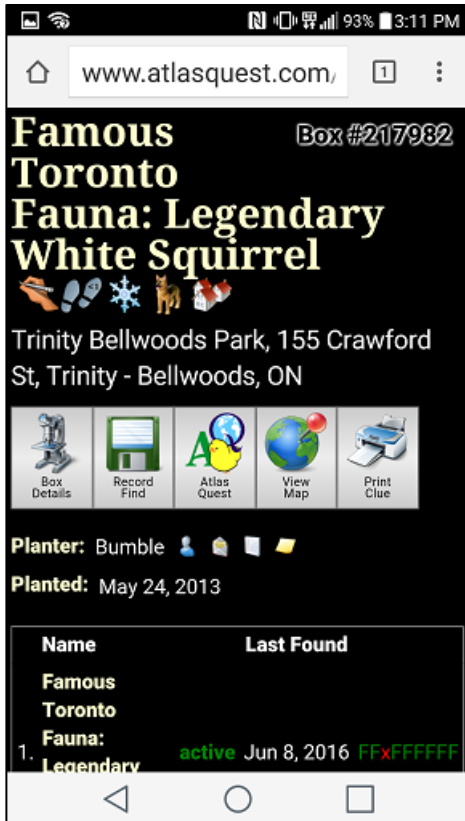 93% 3:11 PM
www.atlasquest.com/ 1
Famous Box #217982
Toronto
Fauna: Legendary
White Squirrel
Trinity Bellwoods Park, 155 Crawford
St, Trinity - Bellwoods, ON
Box Details
Record Find
Atlas Quest
View Map
Print Clue
Planter: Bumble
Planted: May 24, 2013
Name Last Found
Famous
Toronto
Fauna:
1. Legendary active Jun 8, 2016 FFxFFFFFF